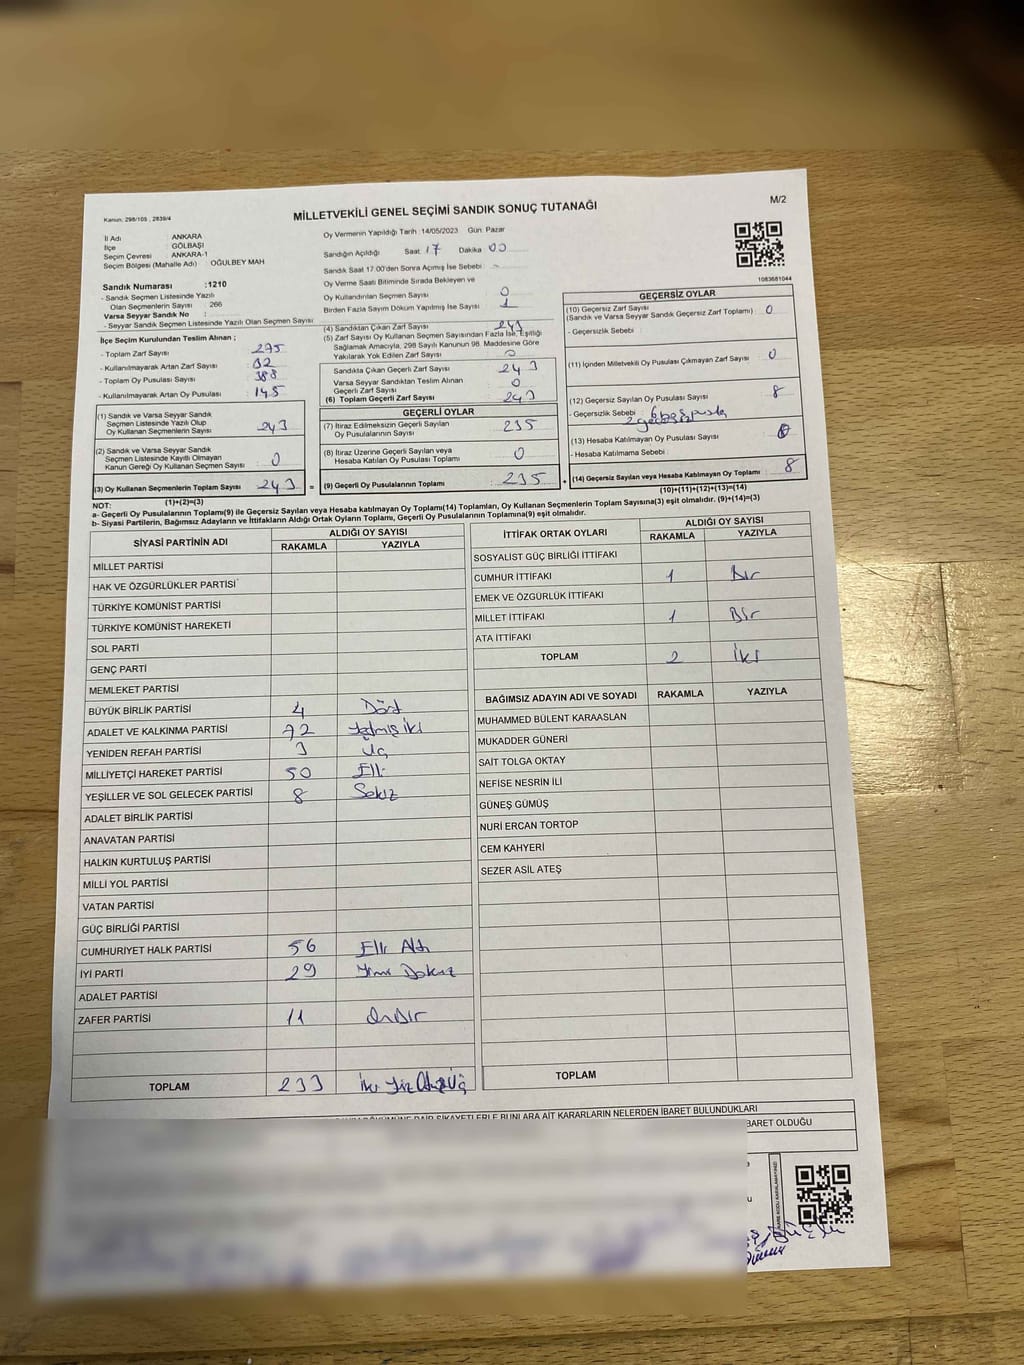 Kanun; 298/105 , 2839/4
MİLLETVEKİLİ GENEL SEÇİMİ SANDIK SONUÇ TUTANAĞI
M/2
İl Adı ANKARA
İlçe GÖLBAŞI
Seçim Çevresi ANKARA-1
Seçim Bölgesi (Mahalle Adı) : OĞULBEY MAH
Sandık Numarası :1210
- Sandık Seçmen Listesinde Yazılı
Olan Seçmenlerin Sayısı : 266
Varsa Seyyar Sandık No :
- Seyyar Sandık Seçmen Listesinde Yazılı Olan Seçmen Sayısı
İlçe Seçim Kurulundan Teslim Alınan ;
- Toplam Zarf Sayısı : 275
- Kullanılmayarak Artan Zarf Sayısı : 32
- Toplam Oy Pusulası Sayısı : 388
- Kullanılmayarak Artan Oy Pusulası : 145
(1) Sandık ve Varsa Seyyar Sandık
Seçmen Listesinde Yazılı Olup
Oy Kullanan Seçmenlerin Sayısı : 243
(2) Sandık ve Varsa Seyyar Sandık
Seçmen Listesinde Kayıtlı Olmayan
Kanun Gereği Oy Kullanan Seçmen Sayısı : 0
(3) Oy Kullanan Seçmenlerin Toplam Sayısı : 243 =
(1)+(2)=(3)
Oy Vermenin Yapıldığı Tarih : 14/05/2023 Gün: Pazar
Sandığın Açıldığı Saat 17 Dakika 00
Sandık Saat 17:00'den Sonra Açılmış İse Sebebi : -
Oy Verme Saati Bitiminde Sırada Bekleyen ve
Oy Kullandırılan Seçmen Sayısı : 0
Birden Fazla Sayım Döküm Yapılmış İse Sayısı : 1
(4) Sandıktan Çıkan Zarf Sayısı : 243
(5) Zarf Sayısı Oy Kullanan Seçmen Sayısından Fazla İse, Eşitliği
Sağlamak Amacıyla, 298 Sayılı Kanunun 98. Maddesine Göre
Yakılarak Yok Edilen Zarf Sayısı : 0
Sandıkta Çıkan Geçerli Zarf Sayısı : 243
Varsa Seyyar Sandıktan Teslim Alınan
Geçerli Zarf Sayısı : 0
(6) Toplam Geçerli Zarf Sayısı : 243
GEÇERLİ OYLAR
(7) İtiraz Edilmeksizin Geçerli Sayılan
Oy Pusulalarının Sayısı : 235
(8) İtiraz Üzerine Geçerli Sayılan veya
Hesaba Katılan Oy Pusulası Toplamı : 0
(9) Geçerli Oy Pusulalarının Toplamı : 235 +
1083681044
GEÇERSİZ OYLAR
(10) Geçersiz Zarf Sayısı
(Sandık ve Varsa Seyyar Sandık Geçersiz Zarf Toplamı) : 0
- Geçersizlik Sebebi :
(11) İçinden Milletvekili Oy Pusulası Çıkmayan Zarf Sayısı : 0
(12) Geçersiz Sayılan Oy Pusulası Sayısı : 8
- Geçersizlik Sebebi :
(13) Hesaba Katılmayan Oy Pusulası Sayısı : 0
- Hesaba Katılmama Sebebi :
(14) Geçersiz Sayılan veya Hesaba Katılmayan Oy Toplamı : 8
(10)+(11)+(12)+(13)=(14)
NOT:
a- Geçerli Oy Pusulalarının Toplamı(9) ile Geçersiz Sayılan veya Hesaba katılmayan Oy Toplamı(14) Toplamları, Oy Kullanan Seçmenlerin Toplam Sayısına(3) eşit olmalıdır. (9)+(14)=(3)
b- Siyasi Partilerin, Bağımsız Adayların ve İttifakların Aldığı Ortak Oyların Toplamı, Geçerli Oy Pusulalarının Toplamına(9) eşit olmalıdır.
SİYASİ PARTİNİN ADI ALDIĞI OY SAYISI
RAKAMLA YAZIYLA
MİLLET PARTİSİ
HAK VE ÖZGÜRLÜKLER PARTİSİ
TÜRKİYE KOMÜNİST PARTİSİ
TÜRKİYE KOMÜNİST HAREKETİ
SOL PARTİ
GENÇ PARTİ
MEMLEKET PARTİSİ
BÜYÜK BİRLİK PARTİSİ 4 Dört
ADALET VE KALKINMA PARTİSİ 72 Yetmiş iki
YENİDEN REFAH PARTİSİ 3 Üç
MİLLİYETÇİ HAREKET PARTİSİ 50 Elli
YEŞİLLER VE SOL GELECEK PARTİSİ 8 Sekiz
ADALET BİRLİK PARTİSİ
ANAVATAN PARTİSİ
HALKIN KURTULUŞ PARTİSİ
MİLLİ YOL PARTİSİ
VATAN PARTİSİ
GÜÇ BİRLİĞİ PARTİSİ
CUMHURİYET HALK PARTİSİ 56 Elli Altı
İYİ PARTİ 29 Yirmi Dokuz
ADALET PARTİSİ
ZAFER PARTİSİ 11 Onbir
TOPLAM 233 İki Yüz Otuz Üç
İTTİFAK ORTAK OYLARI ALDIĞI OY SAYISI
RAKAMLA YAZIYLA
SOSYALİST GÜÇ BİRLİĞİ İTTİFAKI
CUMHUR İTTİFAKI 1 Bir
EMEK VE ÖZGÜRLÜK İTTİFAKI
MİLLET İTTİFAKI 1 Bir
ATA İTTİFAKI
TOPLAM 2 İki
BAĞIMSIZ ADAYIN ADI VE SOYADI RAKAMLA YAZIYLA
MUHAMMED BÜLENT KARAASLAN
MUKADDER GÜNERİ
SAİT TOLGA OKTAY
NEFİSE NESRİN İLİ
GÜNEŞ GÜMÜŞ
NURİ ERCAN TORTOP
CEM KAHYERİ
SEZER ASİL ATEŞ
TOPLAM
DÖKÜMÜNE DAİR ŞİKAYETLERLE BUNLARA AİT KARARLARIN NELERDEN İBARET BULUNDUKLARI
BARET OLDUĞU